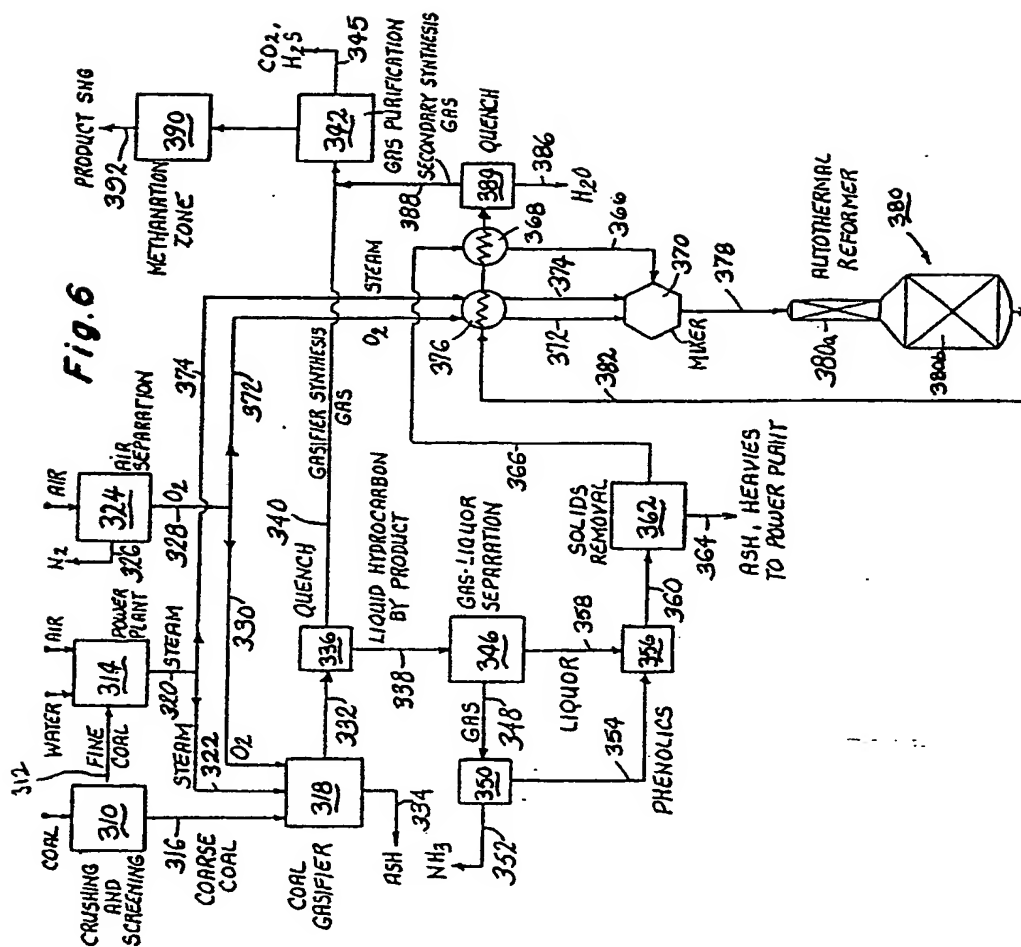 Fig. 6
COAL
310
CRUSHING
AND
SCREENING
312
FINE
COAL
WATER
AIR
314
POWER
PLANT
320
STEAM
AIR
N2
326
324
AIR SEPARATION
328
O2
316
COARSE
COAL
STEAM
322
O2
330
374
372
STEAM
O2
COAL
GASIFIER
318
334
ASH
332
QUENCH
336
340
GASIFIER SYNTHESIS
GAS
338
LIQUID HYDROCARBON
BY PRODUCT
GAS-LIQUOR
SEPARATION
346
GAS
348
350
352
NH3
LIQUOR
358
354
PHENOLICS
356
360
SOLIDS
REMOVAL
362
364
ASH, HEAVIES
TO POWER PLANT
366
PRODUCT SNG
392
METHANATION
ZONE
390
342
CO2,
H2S
345
GAS PURIFICATION
388
SECONDARY SYNTHESIS
GAS
QUENCH
389
386
H2O
368
366
376
374
372
370
MIXER
382
378
AUTOTHERMAL
REFORMER
380
380a
380b